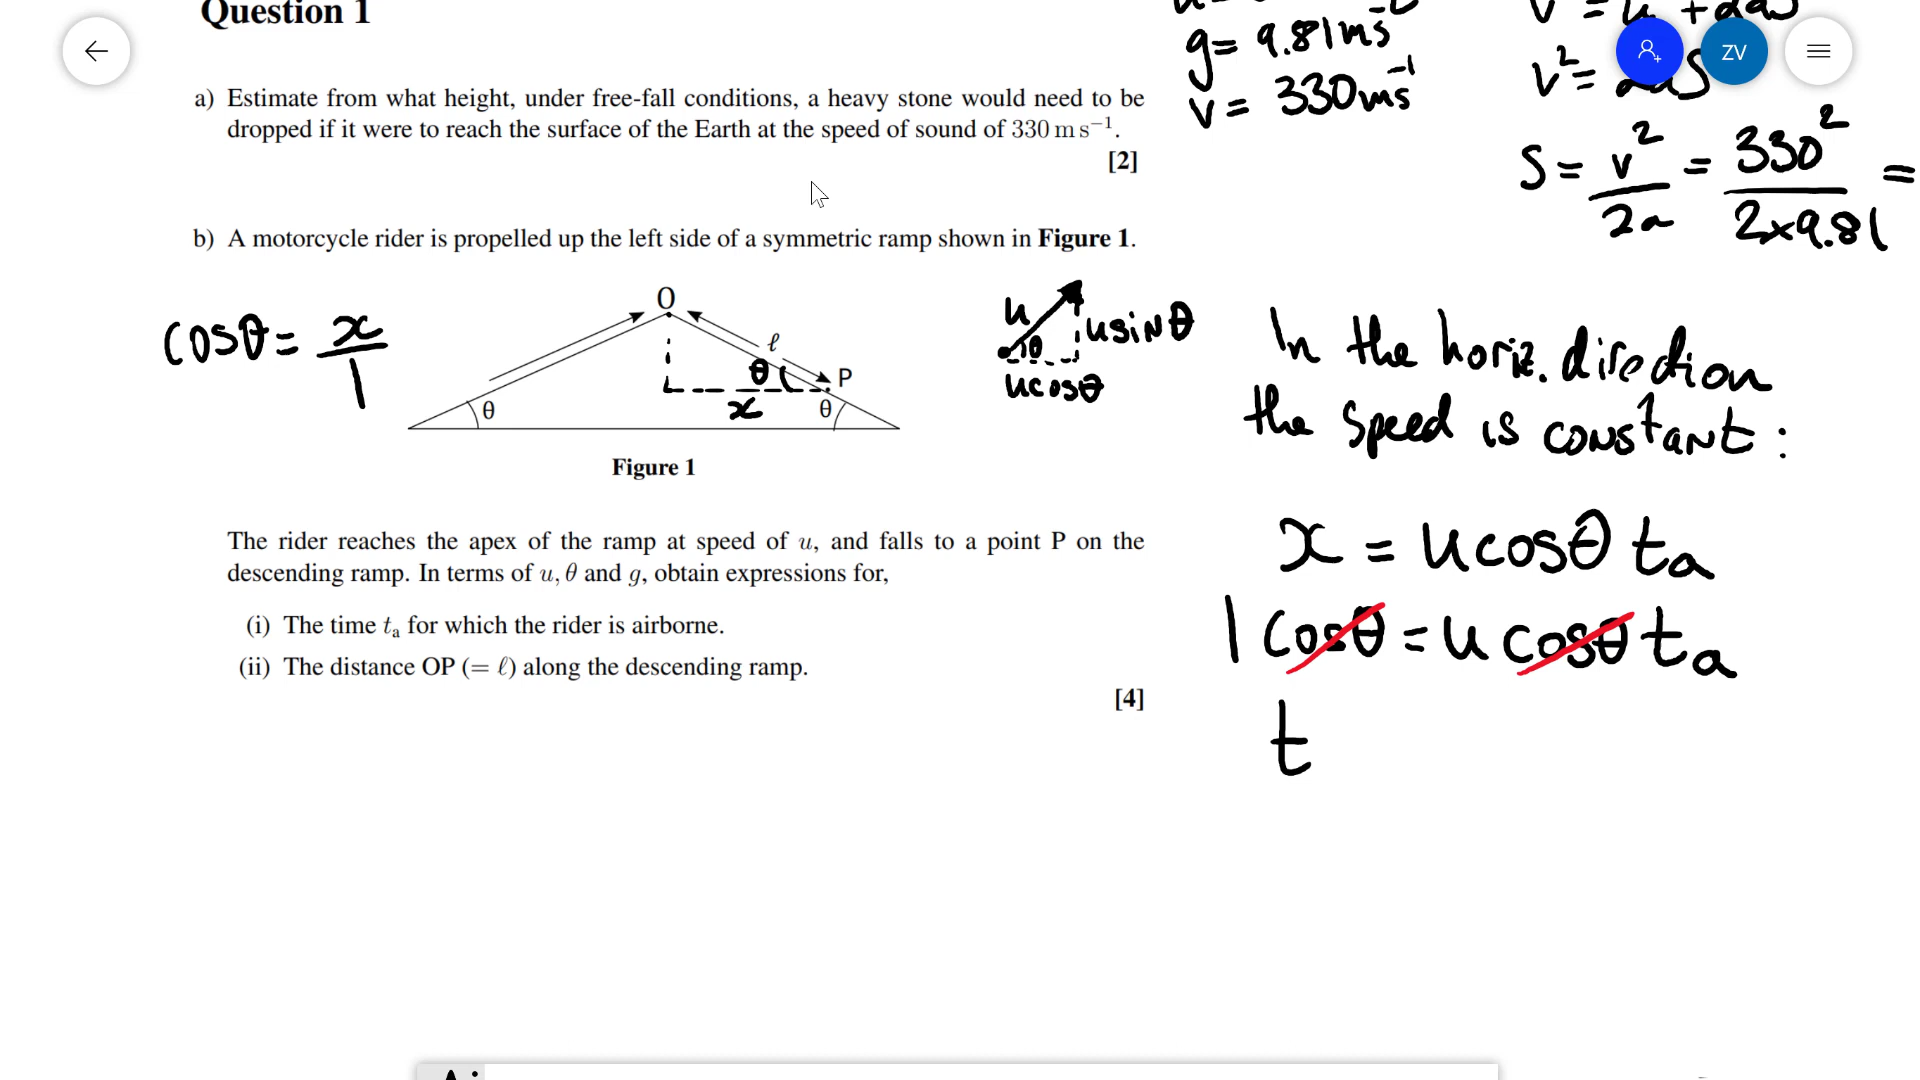 Question 1
g = 9.81ms
v = 330ms⁻¹
ZV
v² =
S = v²/2a = 330²/2×9.81 =
a) Estimate from what height, under free-fall conditions, a heavy stone would need to be
dropped if it were to reach the surface of the Earth at the speed of sound of 330 m s⁻¹.
[2]
b) A motorcycle rider is propelled up the left side of a symmetric ramp shown in Figure 1.
cosθ = x/l
O
ℓ
θ
P
x
θ
θ
u
usinθ
θ
ucosθ
Figure 1
In the horiz. direction
the speed is constant :
x = ucosθ ta
l cosθ = u cosθ ta
t
The rider reaches the apex of the ramp at speed of u, and falls to a point P on the
descending ramp. In terms of u, θ and g, obtain expressions for,
(i) The time tₐ for which the rider is airborne.
(ii) The distance OP (= ℓ) along the descending ramp.
[4]